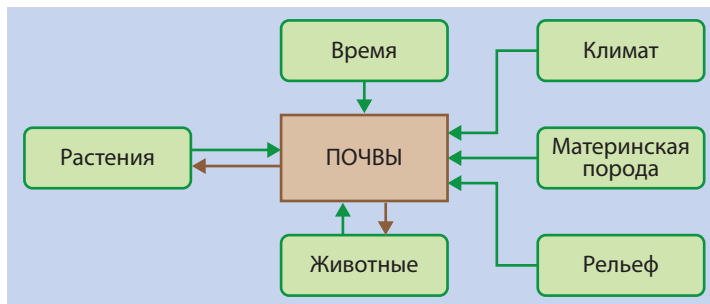 Время
Климат
Растения
ПОЧВЫ
Материнская
порода
Животные
Рельеф